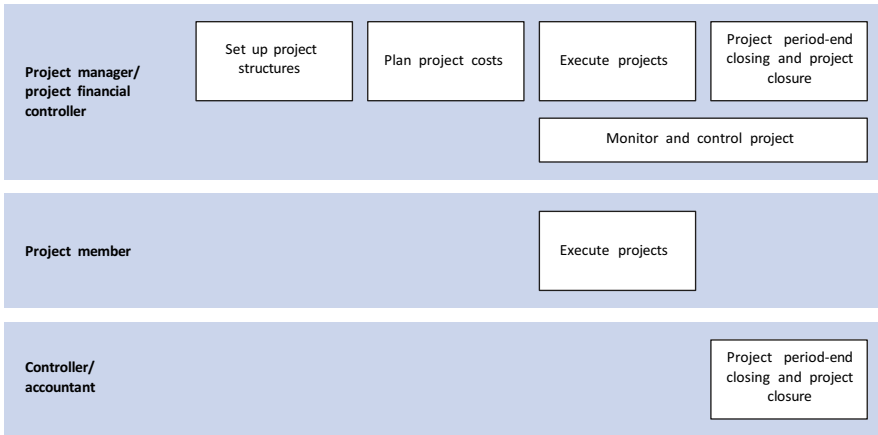 Project manager/
project financial
controller
Set up project
structures
Plan project costs
Execute projects
Project period-end
closing and project
closure
Monitor and control project
Project member
Execute projects
Controller/
accountant
Project period-end
closing and project
closure